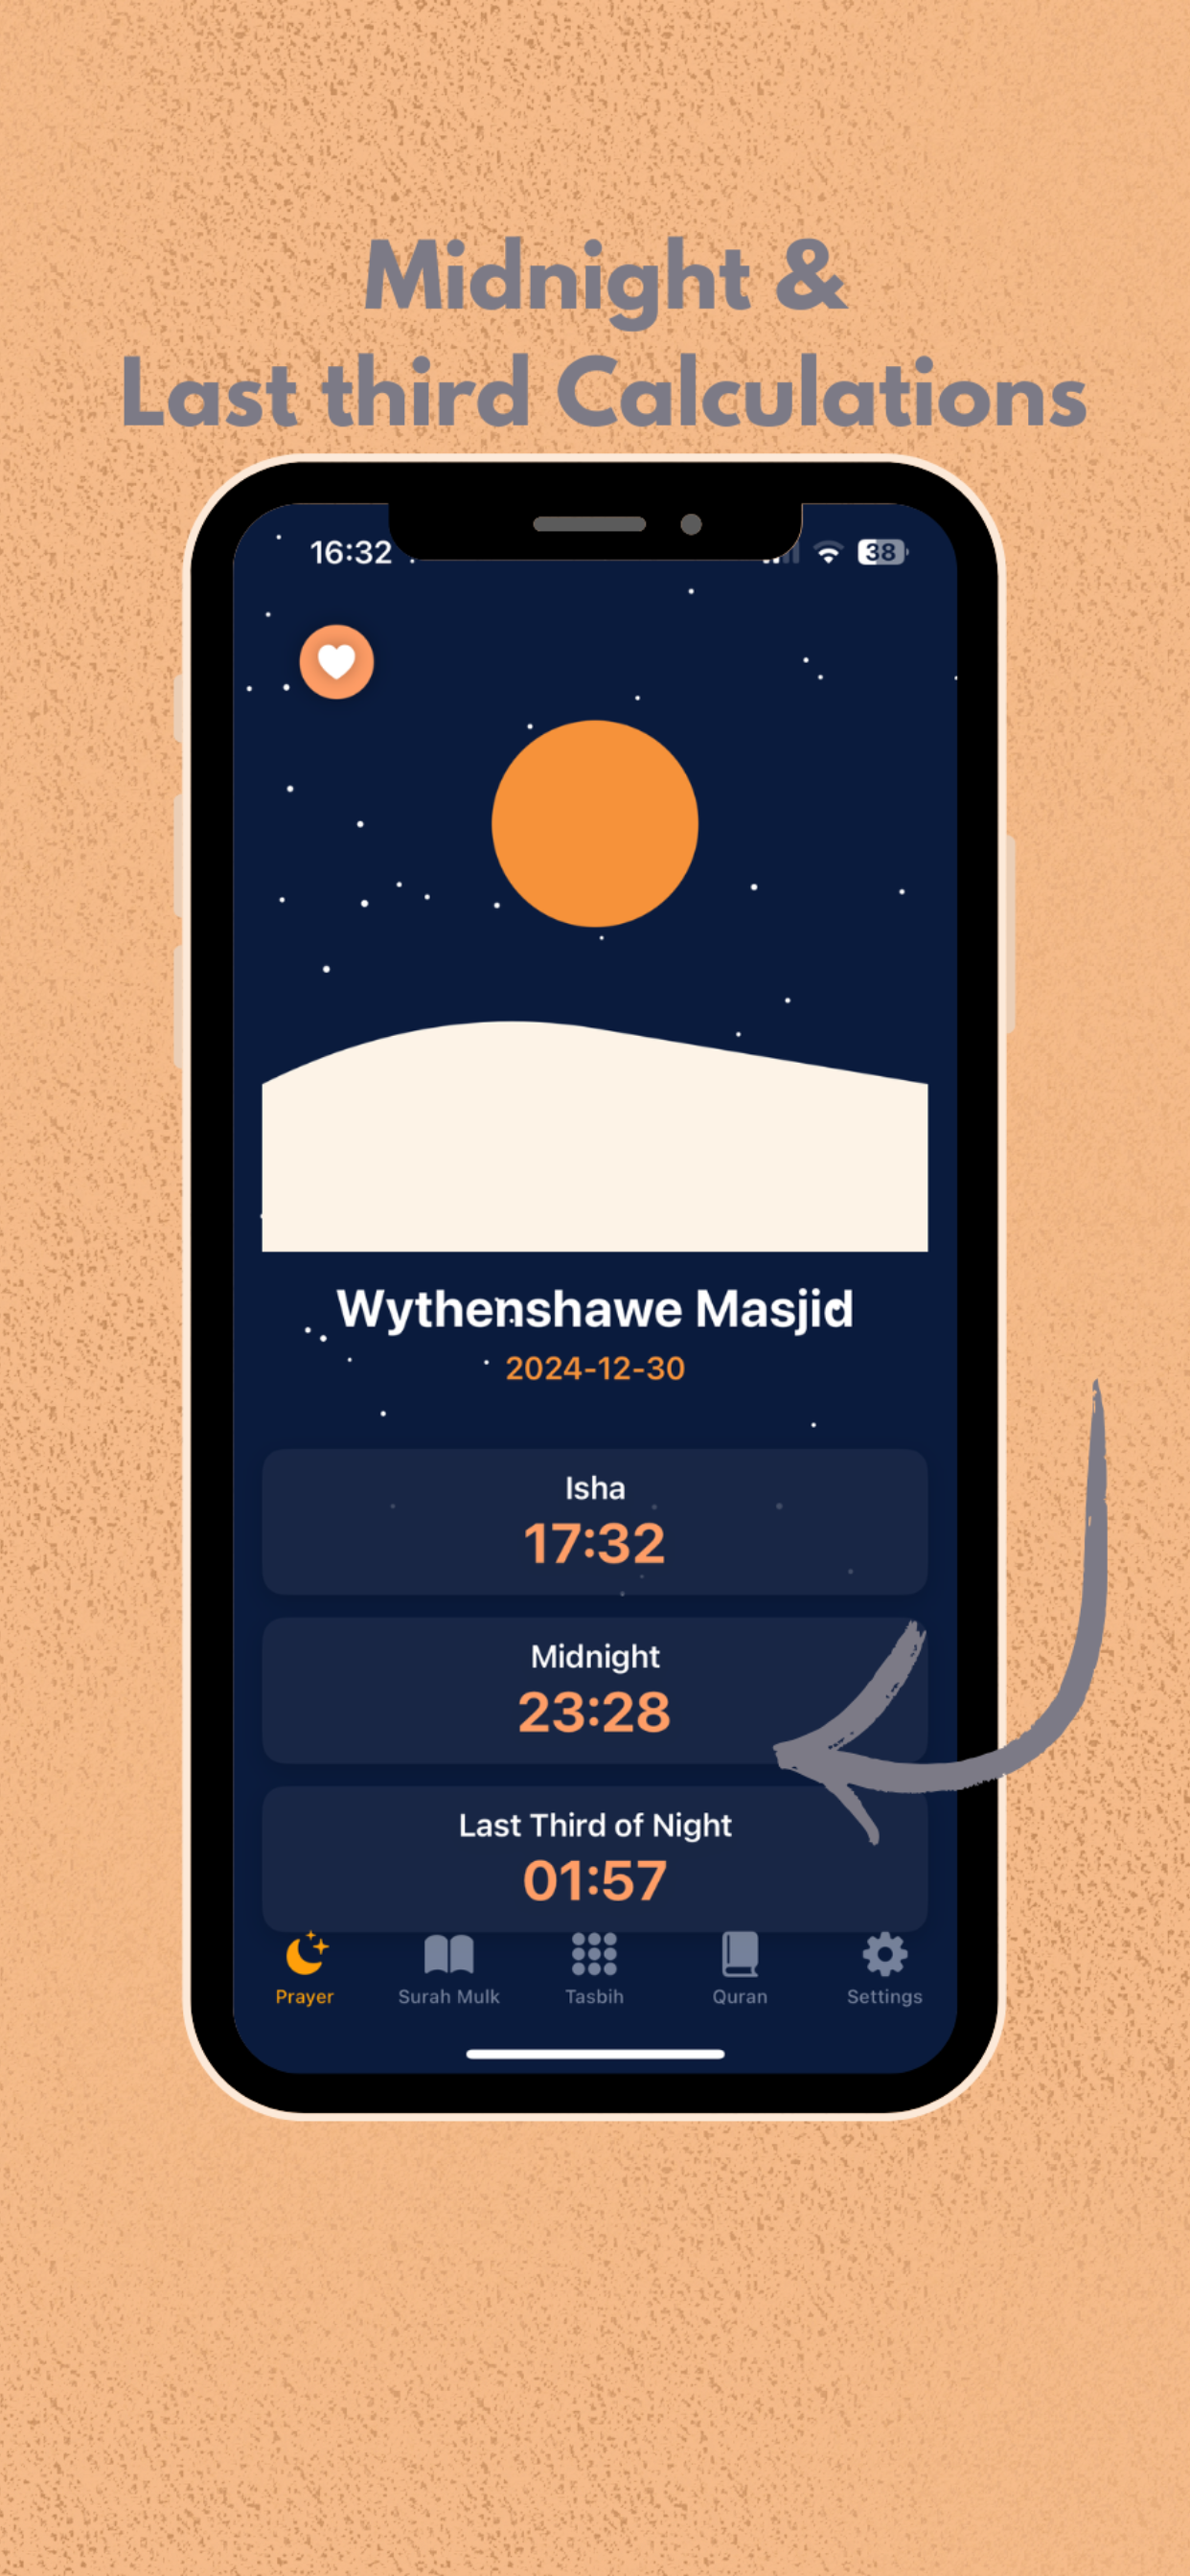 Midnight &
Last third Calculations
16:32
38
Wythenshawe Masjid
2024-12-30
Isha
17:32
Midnight
23:28
Last Third of Night
01:57
Prayer
Surah Mulk
Tasbih
Quran
Settings